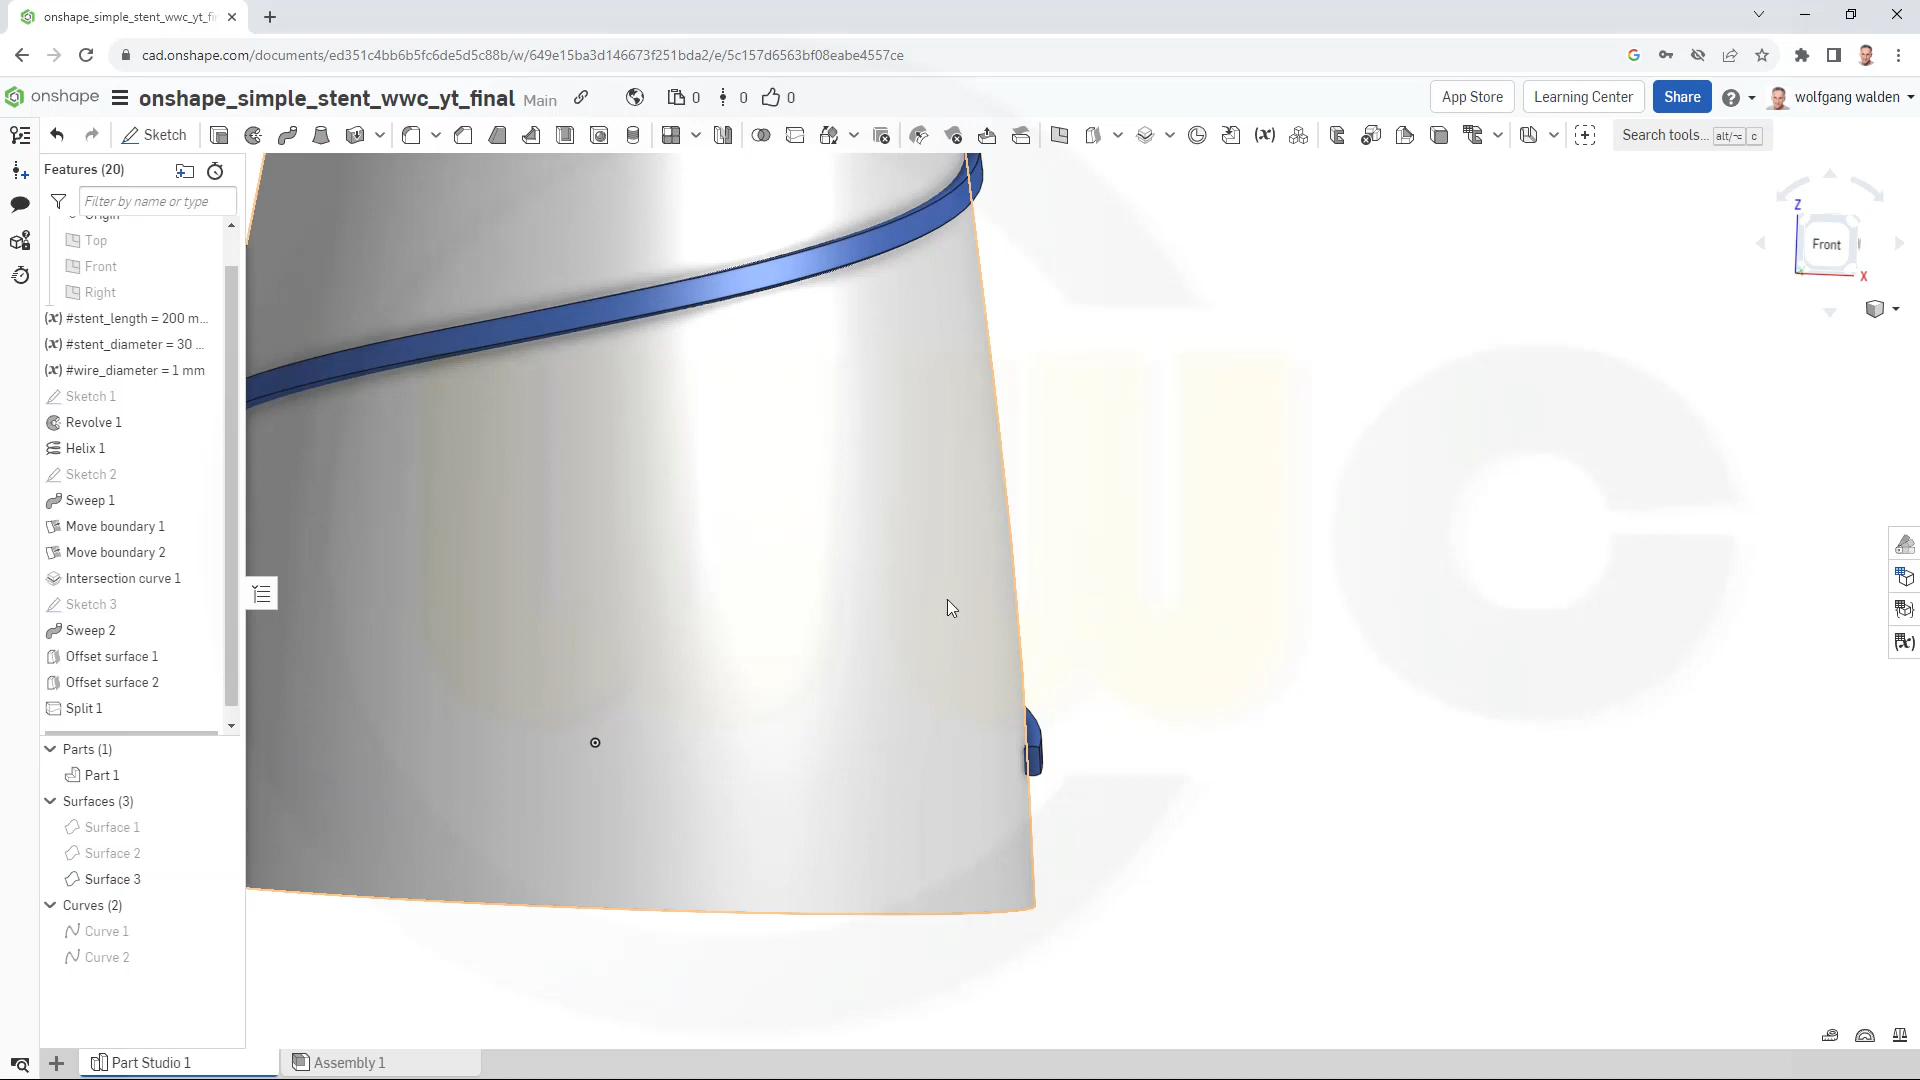 onshape_simple_stent_wwc_yt_fi
cad.onshape.com/documents/ed351c4bb6b5fc6de5d5c88b/w/649e15ba3d146673f251bda2/e/5c157d6563bf08eabe4557ce
onshape onshape_simple_stent_wwc_yt_final Main 0 0 0 App Store Learning Center Share wolfgang walden
Sketch Search tools... alt/⌥ c
Features (20)
Filter by name or type
Origin
Top
Front
Right
(x) #stent_length = 200 m...
(x) #stent_diameter = 30 ...
(x) #wire_diameter = 1 mm
Sketch 1
Revolve 1
Helix 1
Sketch 2
Sweep 1
Move boundary 1
Move boundary 2
Intersection curve 1
Sketch 3
Sweep 2
Offset surface 1
Offset surface 2
Split 1
Parts (1)
Part 1
Surfaces (3)
Surface 1
Surface 2
Surface 3
Curves (2)
Curve 1
Curve 2
Z
Front
X
Part Studio 1 Assembly 1